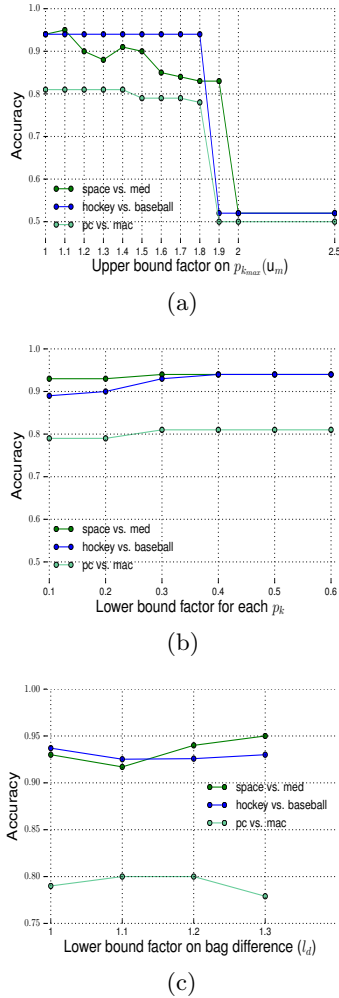 1.0
0.9
0.8
0.7
0.6
0.5
Accuracy
space vs. med
hockey vs. baseball
pc vs. mac
1 1.1 1.2 1.3 1.4 1.5 1.6 1.7 1.8 1.9 2 2.5
Upper bound factor on $p_{k_{max}}$(u$_m$)
(a)
1.0
0.9
0.8
0.7
0.6
0.5
Accuracy
space vs. med
hockey vs. baseball
pc vs. mac
0.1 0.2 0.3 0.4 0.5 0.6
Lower bound factor for each $p_k$
(b)
1.00
0.95
0.90
0.85
0.80
0.75
Accuracy
space vs. med
hockey vs. baseball
pc vs. mac
1 1.1 1.2 1.3
Lower bound factor on bag difference ($l_d$)
(c)